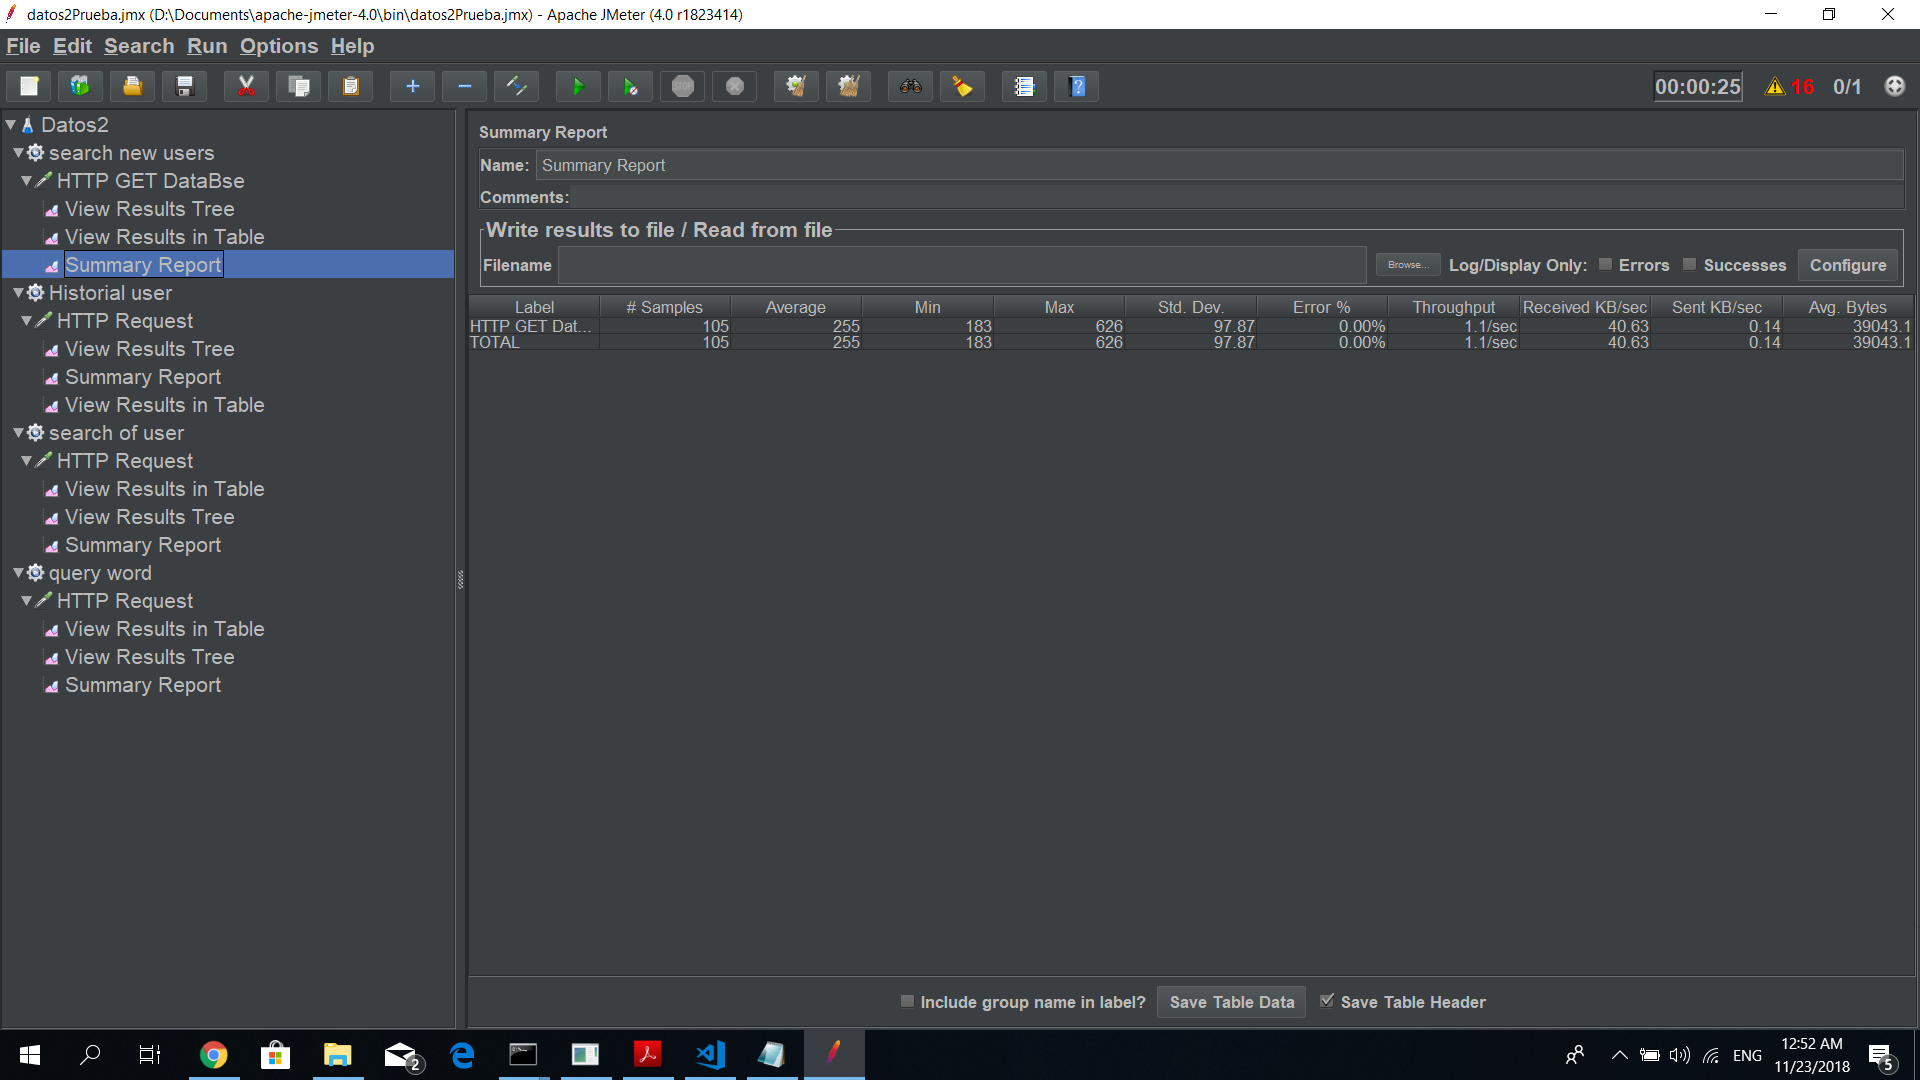 datos2Prueba.jmx (D:\Documents\apache-jmeter-4.0\bin\datos2Prueba.jmx) - Apache JMeter (4.0 r1823414)
File Edit Search Run Options Help
STOP
00:00:25 16 0/1
Datos2
search new users
HTTP GET DataBse
View Results Tree
View Results in Table
Summary Report
Historial user
HTTP Request
View Results Tree
Summary Report
View Results in Table
search of user
HTTP Request
View Results in Table
View Results Tree
Summary Report
query word
HTTP Request
View Results in Table
View Results Tree
Summary Report
Summary Report
Name: Summary Report
Comments:
Write results to file / Read from file
Filename Browse... Log/Display Only: Errors Successes Configure
Label # Samples Average Min Max Std. Dev. Error % Throughput Received KB/sec Sent KB/sec Avg. Bytes
HTTP GET Dat... 105 255 183 626 97.87 0.00% 1.1/sec 40.63 0.14 39043.1
TOTAL 105 255 183 626 97.87 0.00% 1.1/sec 40.63 0.14 39043.1
Include group name in label? Save Table Data Save Table Header
2
ENG
12:52 AM
11/23/2018
5